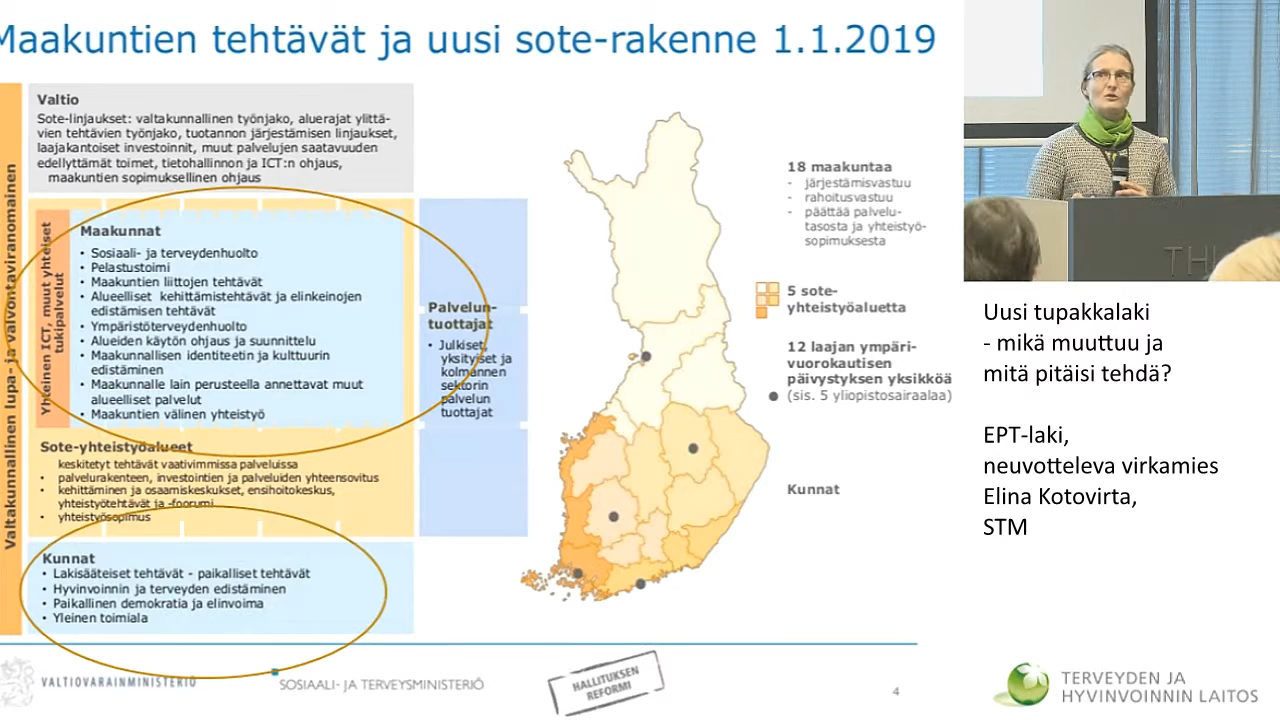 Maakuntien tehtävät ja uusi sote-rakenne 1.1.2019
Valtakunnallinen lupa- ja valvontaviranomainen
Valtio
Sote-linjaukset: valtakunnallinen työnjako, aluerajat ylittä-
vien tehtävien työnjako, tuotannon järjestämisen linjaukset,
laajakantoiset investoinnit, muut palvelujen saatavuuden
edellyttämät toimet, tietohallinnon ja ICT:n ohjaus,
maakuntien sopimuksellinen ohjaus
Yhteinen ICT, muut yhteiset
tukipalvelut
Maakunnat
• Sosiaali- ja terveydenhuolto
• Pelastustoimi
• Maakuntien liittojen tehtävät
• Alueelliset kehittämistehtävät ja elinkeinojen
edistämisen tehtävät
• Ympäristöterveydenhuolto
• Alueiden käytön ohjaus ja suunnittelu
• Maakunnallisen identiteetin ja kulttuurin
edistäminen
• Maakunnalle lain perusteella annettavat muut
alueelliset palvelut
• Maakuntien välinen yhteistyö
Palvelun-
tuottajat
• Julkiset,
yksityiset ja
kolmannen
sektorin
palvelun
tuottajat
Sote-yhteistyöalueet
keskitetyt tehtävät vaativimmissa palveluissa
• palvelurakenteen, investointien ja palveluiden yhteensovitus
• kehittäminen ja osaamiskeskukset, ensihoitokeskus,
yhteistyötehtävät ja -foorumi
• yhteistyösopimus
Kunnat
• Lakisääteiset tehtävät - paikalliset tehtävät
• Hyvinvoinnin ja terveyden edistäminen
• Paikallinen demokratia ja elinvoima
• Yleinen toimiala
18 maakuntaa
- järjestämisvastuu
- rahoitusvastuu
- päättää palvelu-
tasosta ja yhteistyö-
sopimuksesta
5 sote-
yhteistyöaluetta
12 laajan ympäri-
vuorokautisen
päivystyksen yksikköä
(sis. 5 yliopistosairaalaa)
Kunnat
VALTIOVARAINMINISTERIÖ
SOSIAALI- JA TERVEYSMINISTERIÖ
HALLITUKSEN
REFORMI
4
TH
Uusi tupakkalaki
- mikä muuttuu ja
mitä pitäisi tehdä?
EPT-laki,
neuvotteleva virkamies
Elina Kotovirta,
STM
TERVEYDEN JA
HYVINVOINNIN LAITOS